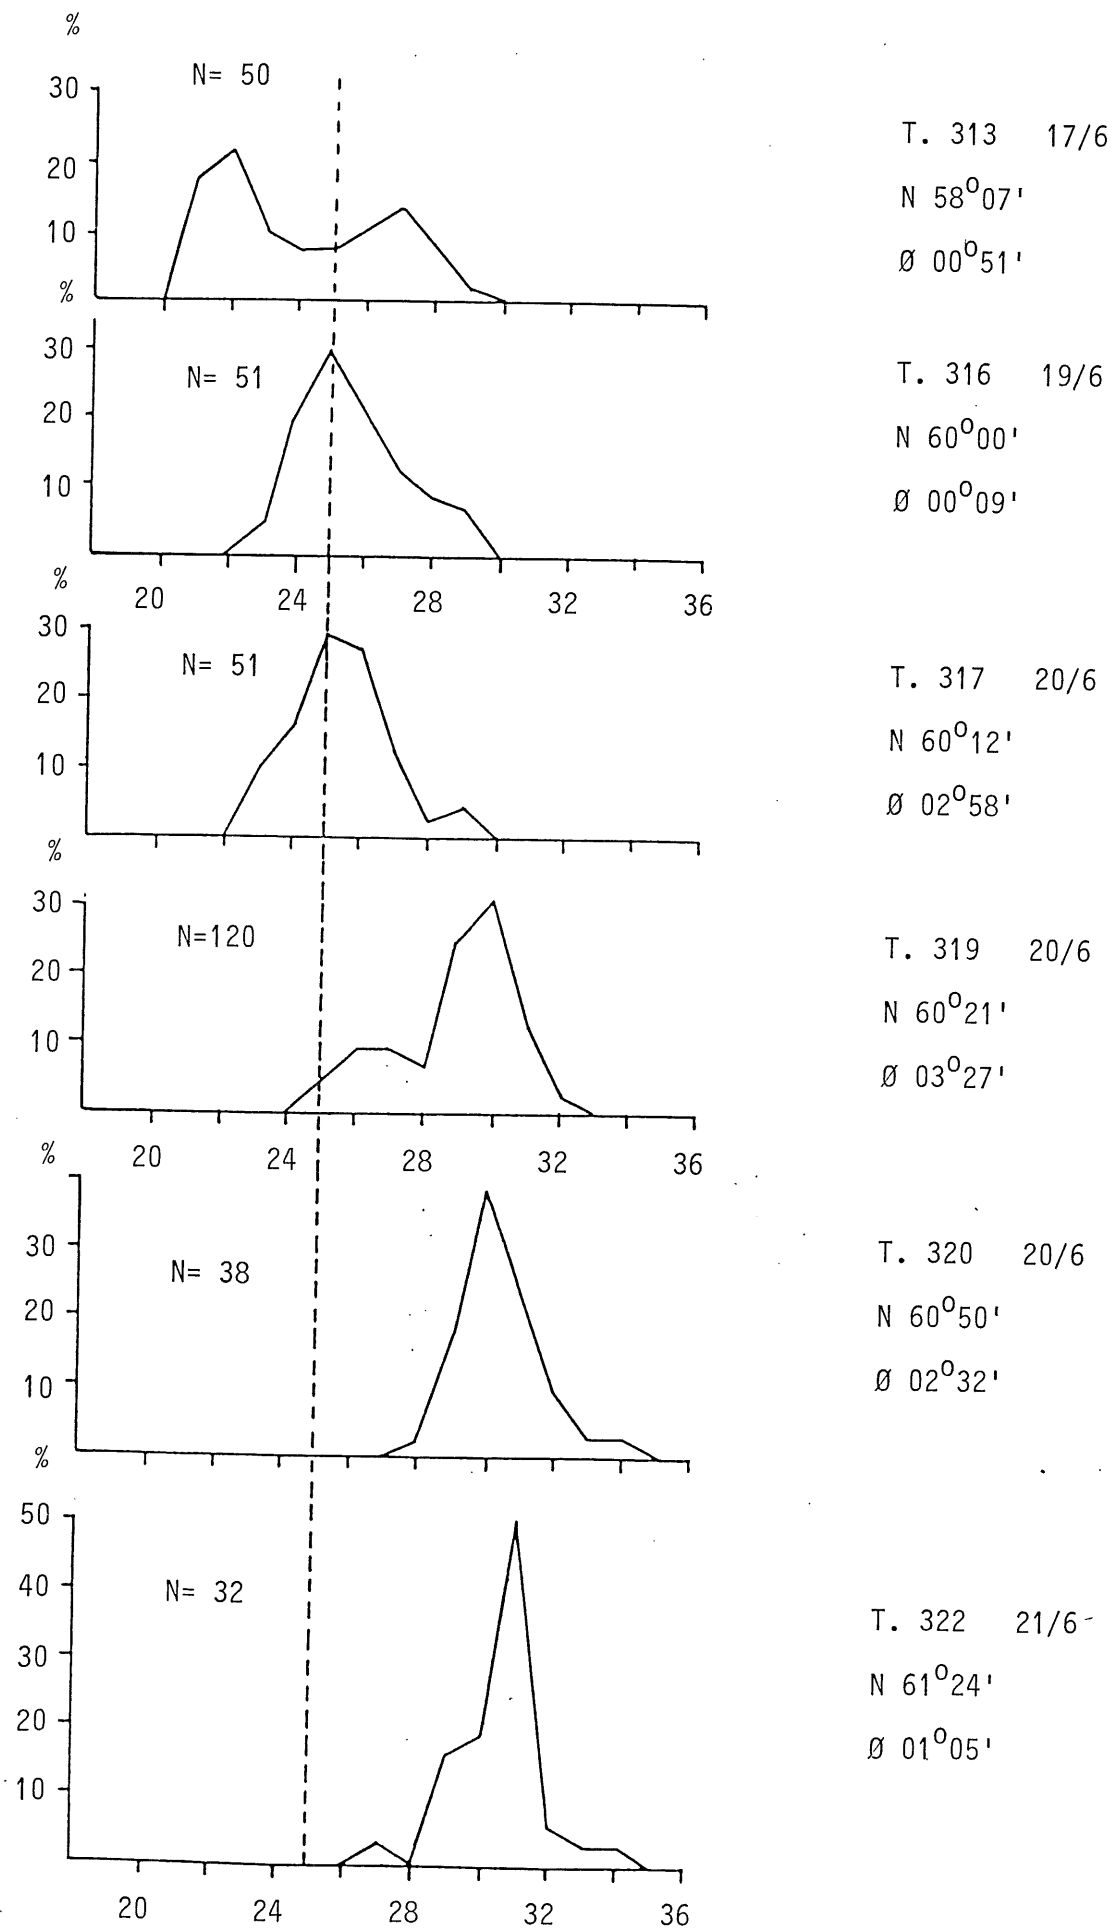 %
N= 50
30
20
10
T. 313 17/6
N 58°07'
Ø 00°51'
%
30
20
10
N= 51
T. 316 19/6
N 60°00'
Ø 00°09'
20 24 28 32 36
%
30
20
10
N= 51
T. 317 20/6
N 60°12'
Ø 02°58'
%
30
20
10
N=120
T. 319 20/6
N 60°21'
Ø 03°27'
20 24 28 32 36
%
30
20
10
N= 38
T. 320 20/6
N 60°50'
Ø 02°32'
%
50
40
30
20
10
N= 32
T. 322 21/6
N 61°24'
Ø 01°05'
20 24 28 32 36